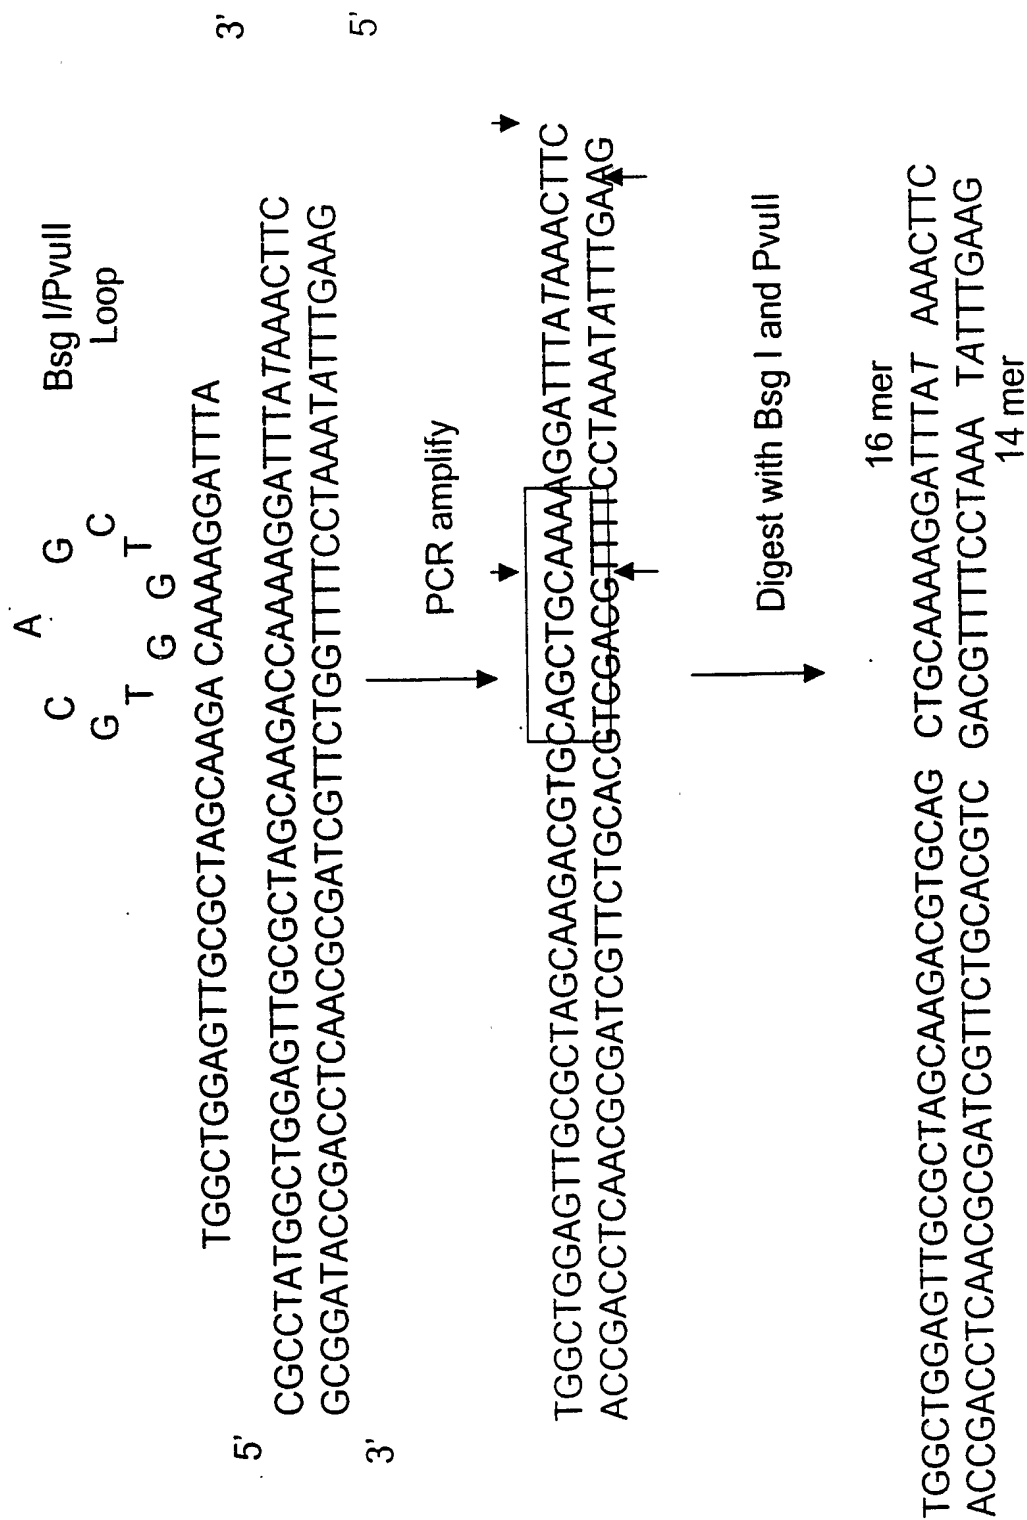 Bsg I/PvuII
Loop
A
C G
G C
T T
G G
TGGCTGGAGTTGCGCTAGCAAGA CAAAAGGATTTA
5' 3'
CGCCTATGGCTGGAGTTGCGCTAGCAAGACCAAAAGGATTTATAAACTTC
GCGGATACCGACCTCAACGCGATCGTTCTGGTTTTCCTAAATATTTGAAG
3' 5'
PCR amplify
TGGCTGGAGTTGCGCTAGCAAGACGTGCAGCTGCAAAAGGATTTATAAACTTC
ACCGACCTCAACGCGATCGTTCTGCACGTCGACGTTTTCCTAAATATTTGAAG
Digest with Bsg I and PvuII
16 mer
TGGCTGGAGTTGCGCTAGCAAGACGTGCAG CTGCAAAAGGATTTAT AAACTTC
ACCGACCTCAACGCGATCGTTCTGCACGTC GACGTTTTCCTAAA TATTTGAAG
14 mer